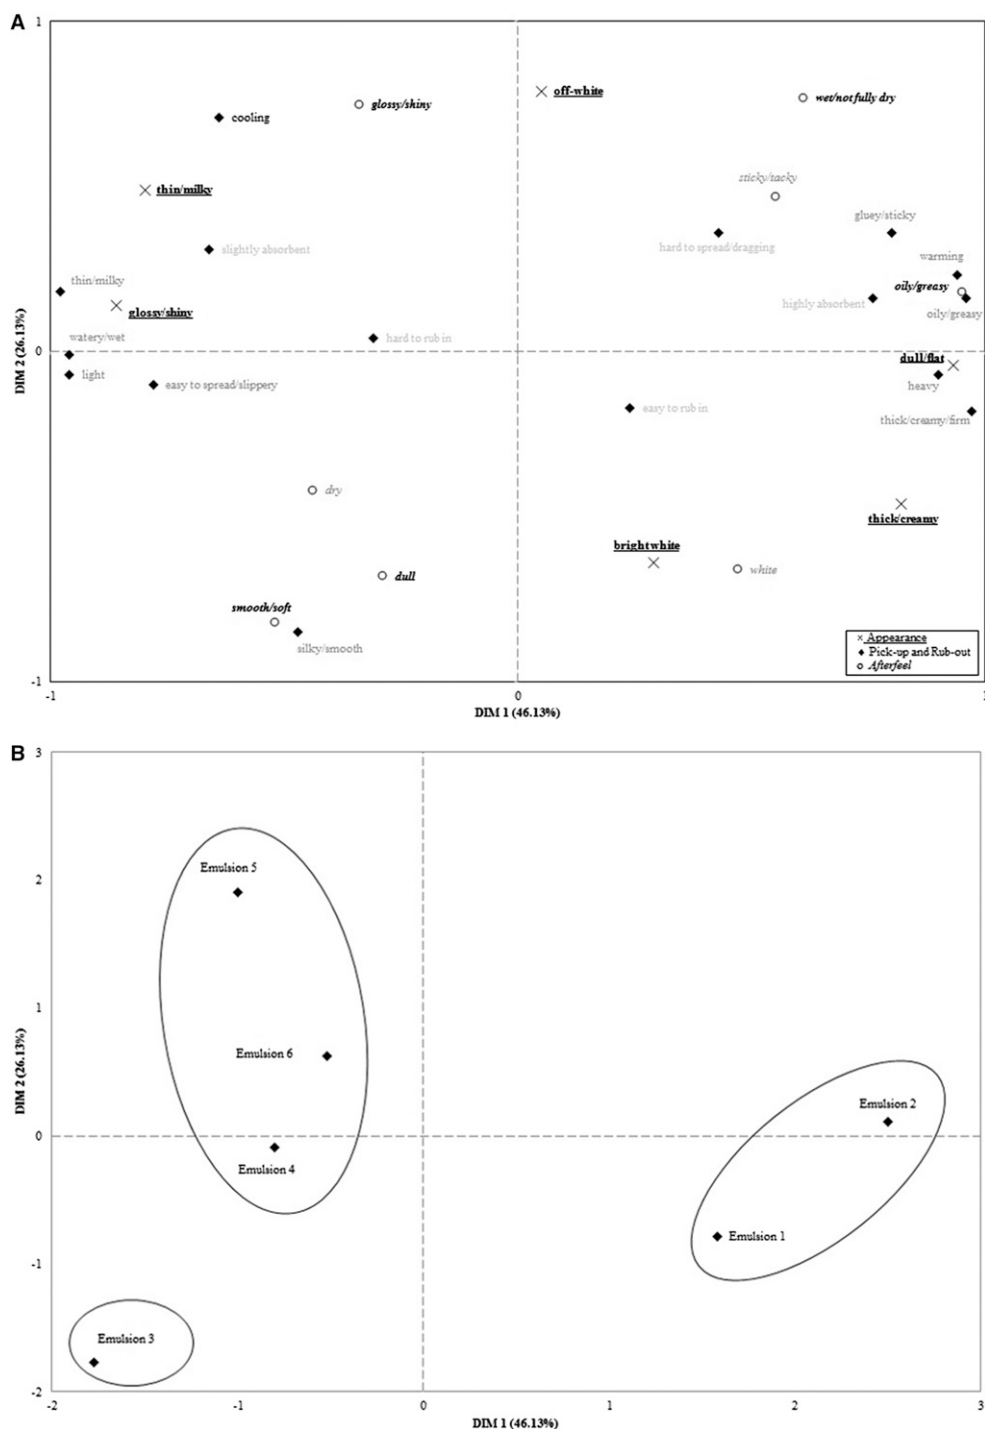 A
1
off-white
wet/not fully dry
glossy/shiny
cooling
thin/milky
sticky/tacky
gluey/sticky
slightly absorbent
hard to spread/dragging
warming
thin/milky
oily/greasy
highly absorbent
glossy/shiny
oily/greasy
watery/wet
hard to rub in
DIM 2 (26.13%)
0
dull/flat
light
easy to spread/slippery
heavy
easy to rub in
thick/creamy/firm
dry
thick/creamy
bright white
white
dull
smooth/soft
silky/smooth
Appearance
Pick-up and Rub-out
Afterfeel
-1
-1
0
1
DIM 1 (46.13%)
B
3
Emulsion 5
2
1
Emulsion 6
Emulsion 2
DIM 2 (26.13%)
0
Emulsion 4
Emulsion 1
-1
Emulsion 3
-2
-2
-1
0
1
2
3
DIM 1 (46.13%)